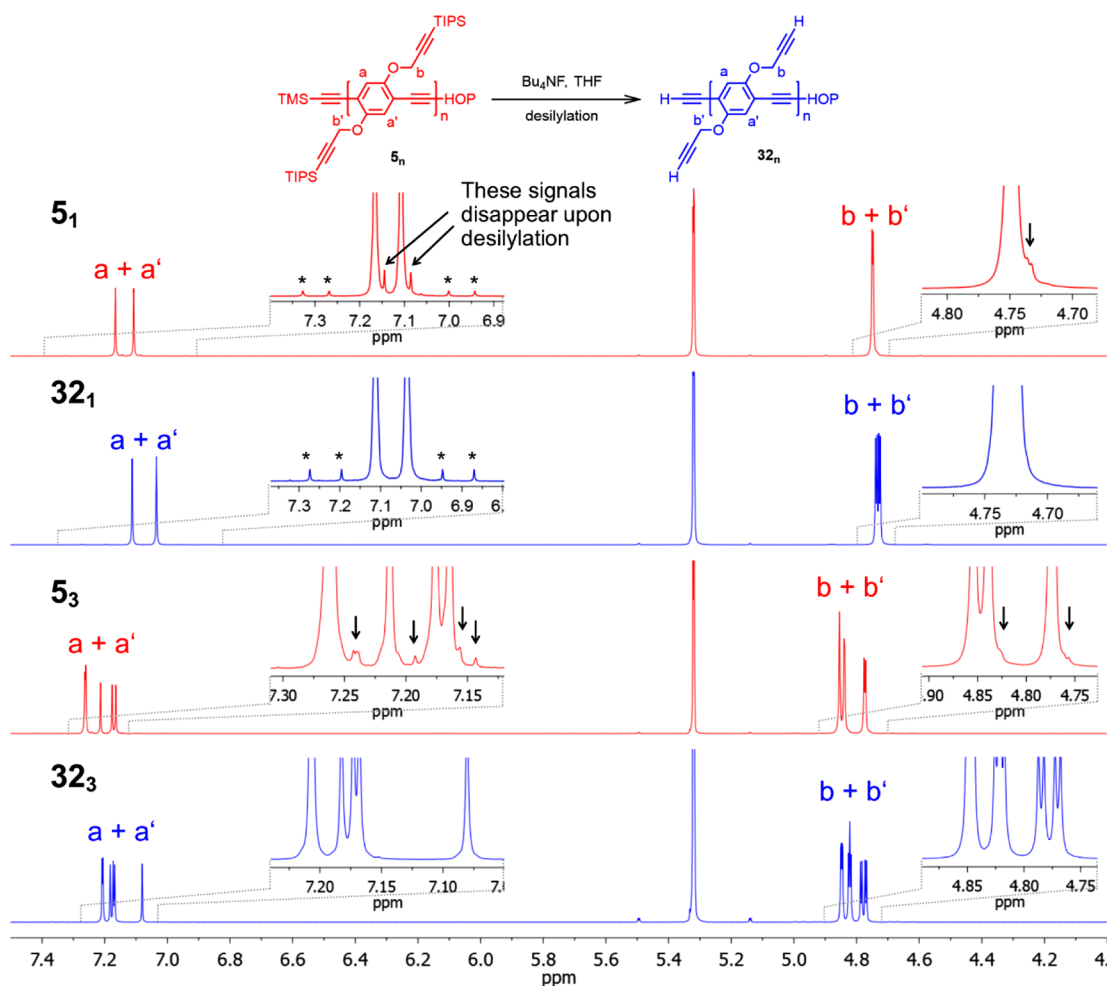 TIPS
H
a
O
b
TMS
b'
O
a'
n
HOP
TIPS
5n
Bu4NF, THF
desilylation
H
a
O
b
H
b'
O
a'
n
HOP
H
32n
These signals
disappear upon
desilylation
51
a + a‘
* * * *
7.3 7.2 7.1 7.0 6.9
ppm
b + b‘
4.80 4.75 4.70
ppm
321
a + a‘
* * * *
7.3 7.2 7.1 7.0 6.9 6.
ppm
b + b‘
4.75 4.70
ppm
53
a + a‘
7.30 7.25 7.20 7.15
ppm
b + b‘
.90 4.85 4.80 4.75
ppm
323
a + a‘
7.20 7.15 7.10 7.0
ppm
b + b‘
4.85 4.80 4.75
ppm
7.4 7.2 7.0 6.8 6.6 6.4 6.2 6.0 5.8 5.6 5.4 5.2 5.0 4.8 4.6 4.4 4.2 4.0
ppm